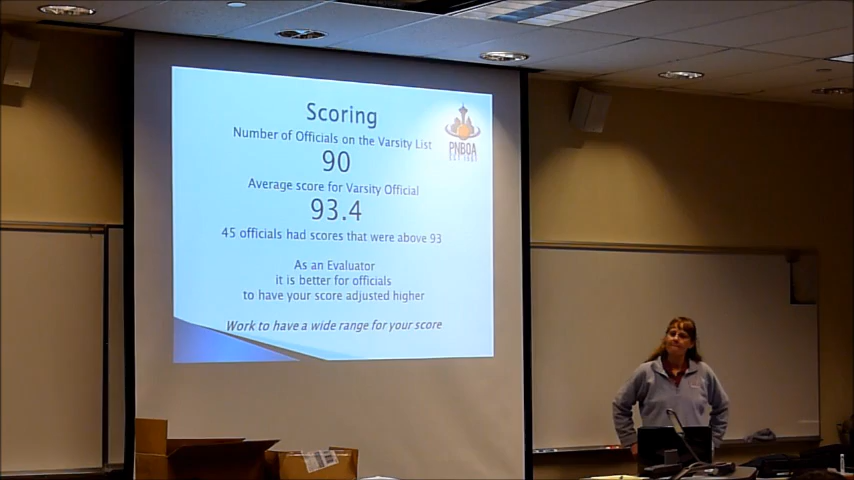 Scoring
Number of Officials on the Varsity List
90
Average score for Varsity Official
93.4
45 officials had scores that were above 93
As an Evaluator
it is better for officials
to have your score adjusted higher
Work to have a wide range for your score
PNBOA